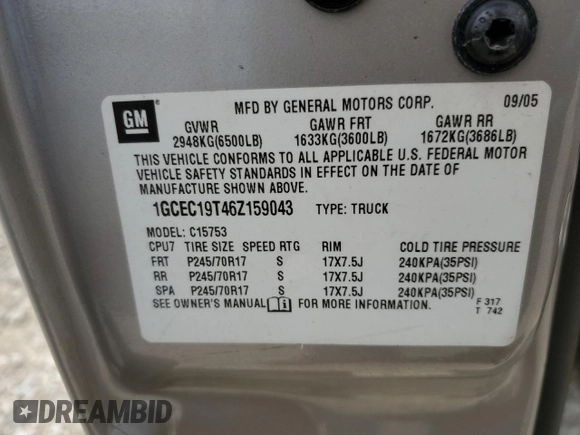 GM
MFD BY GENERAL MOTORS CORP. 09/05
GVWR GAWR FRT GAWR RR
2948KG(6500LB) 1633KG(3600LB) 1672KG(3686LB)
THIS VEHICLE CONFORMS TO ALL APPLICABLE U.S. FEDERAL MOTOR
VEHICLE SAFETY STANDARDS IN EFFECT ON THE DATE OF
MANUFACTURE SHOWN ABOVE.
1GCEC19T46Z159043 TYPE: TRUCK
MODEL: C15753
CPU7 TIRE SIZE SPEED RTG RIM COLD TIRE PRESSURE
FRT P245/70R17 S 17X7.5J 240KPA(35PSI)
RR P245/70R17 S 17X7.5J 240KPA(35PSI)
SPA P245/70R17 S 17X7.5J 240KPA(35PSI)
SEE OWNER'S MANUAL FOR MORE INFORMATION.
F 317
T 742
DREAMBID